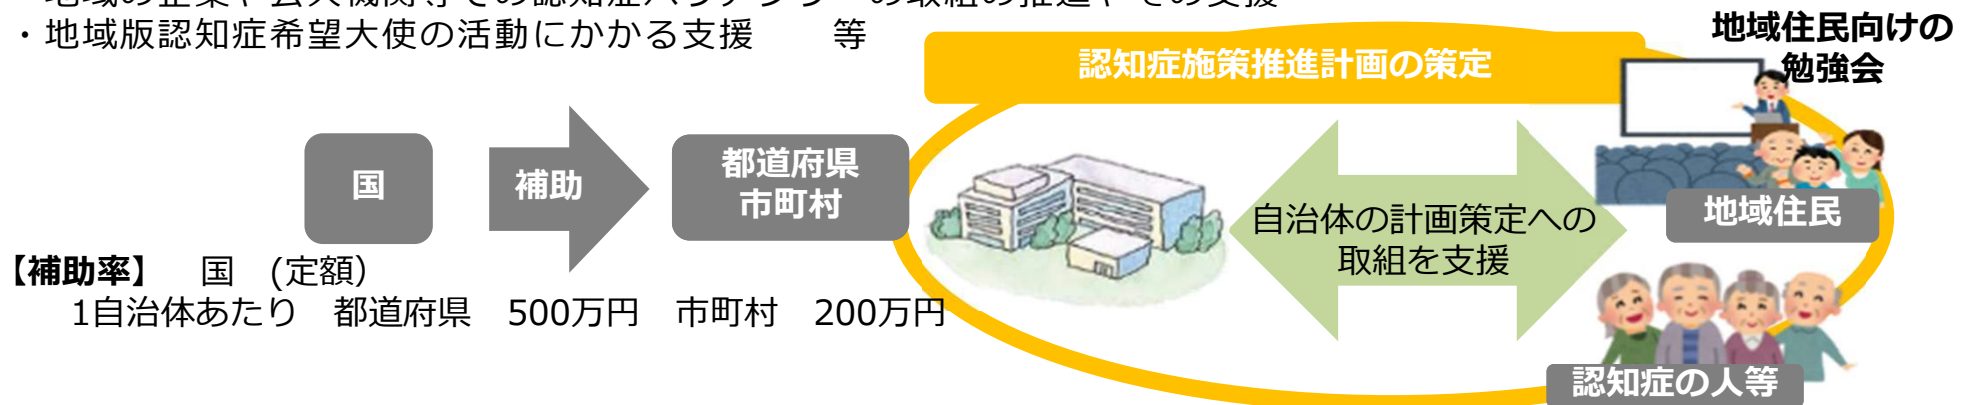 ・地域版認知症希望大使の活動にかかる支援　　等
認知症施策推進計画の策定
地域住民向けの
勉強会
国
補助
都道府県
市町村
自治体の計画策定への
取組を支援
地域住民
認知症の人等
【補助率】　国　(定額）
1自治体あたり　都道府県　500万円　市町村　200万円